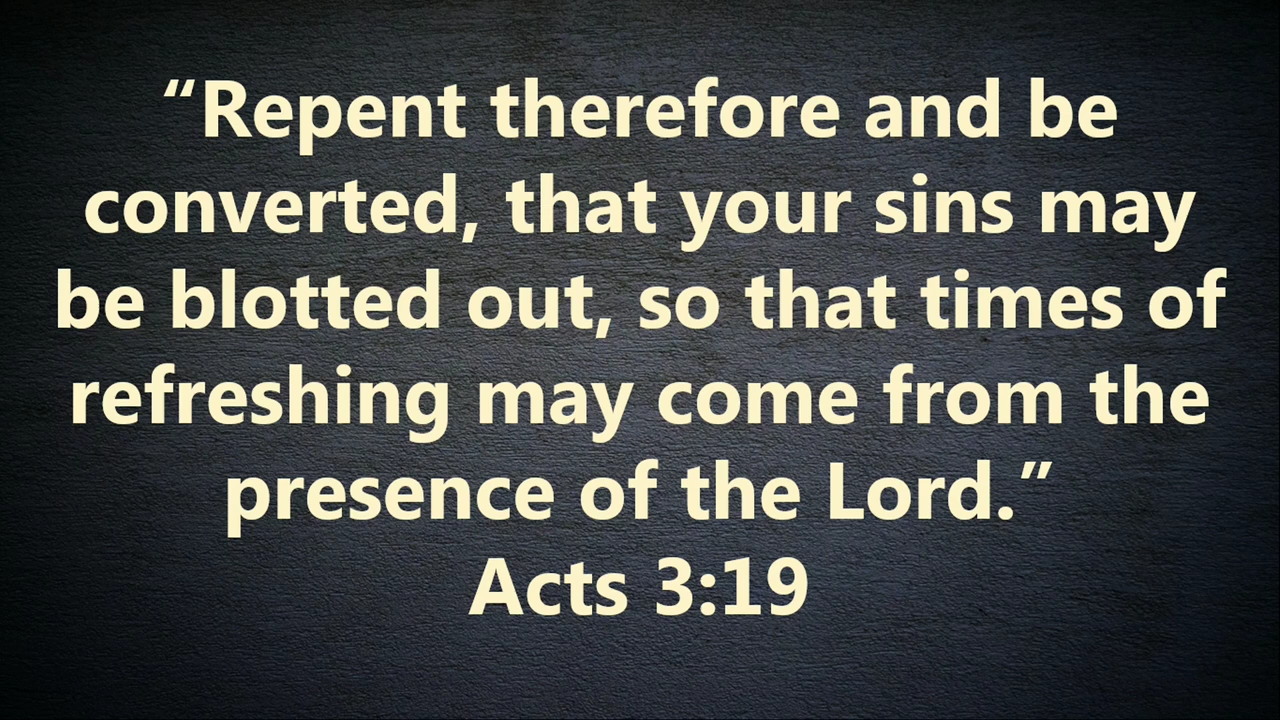 “Repent therefore and be
converted, that your sins may
be blotted out, so that times of
refreshing may come from the
presence of the Lord.”
Acts 3:19